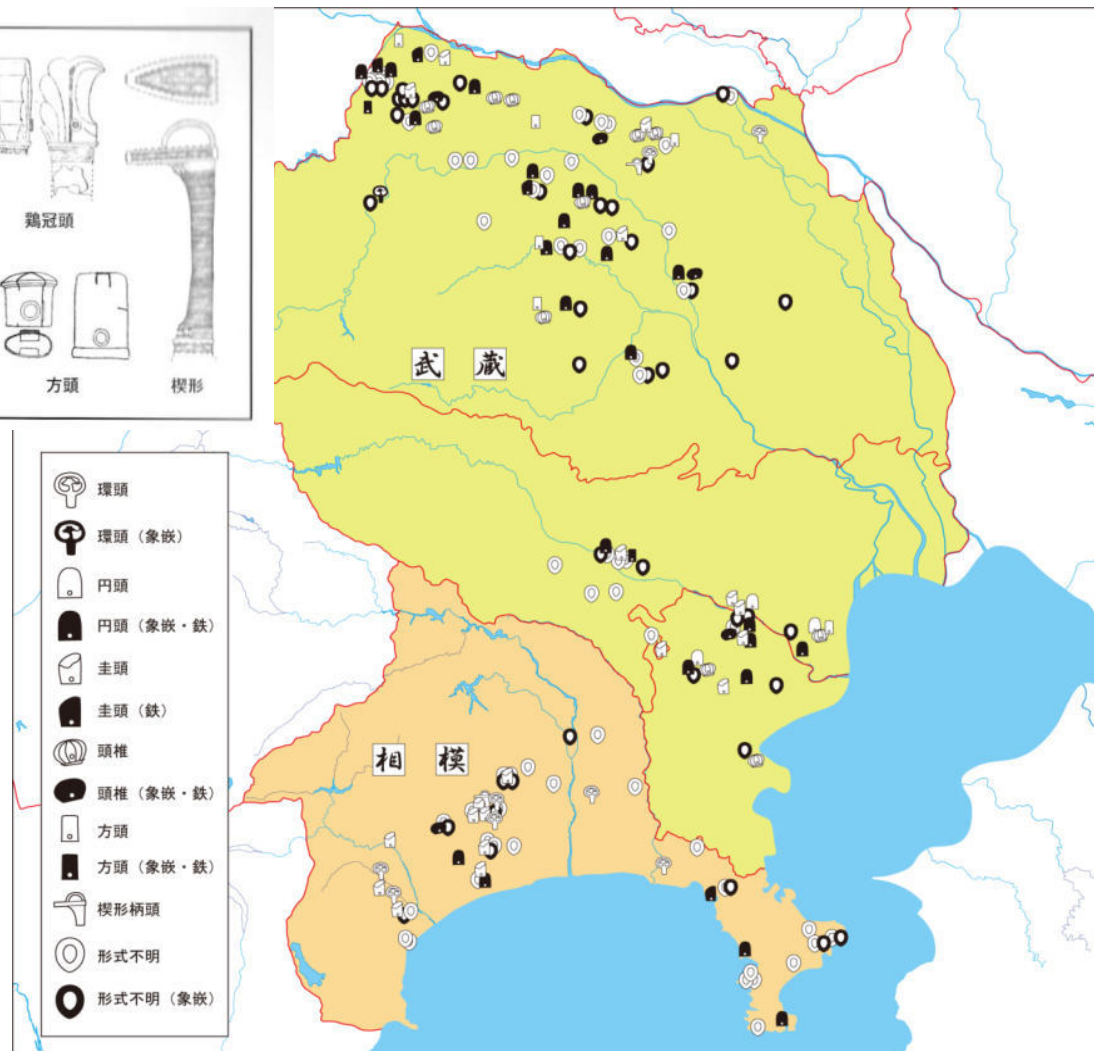 鶏冠頭
方頭
楔形
武 蔵
相 模
環頭
環頭（象嵌）
円頭
円頭（象嵌・鉄）
圭頭
圭頭（鉄）
頭椎
頭椎（象嵌・鉄）
方頭
方頭（象嵌・鉄）
楔形柄頭
形式不明
形式不明（象嵌）